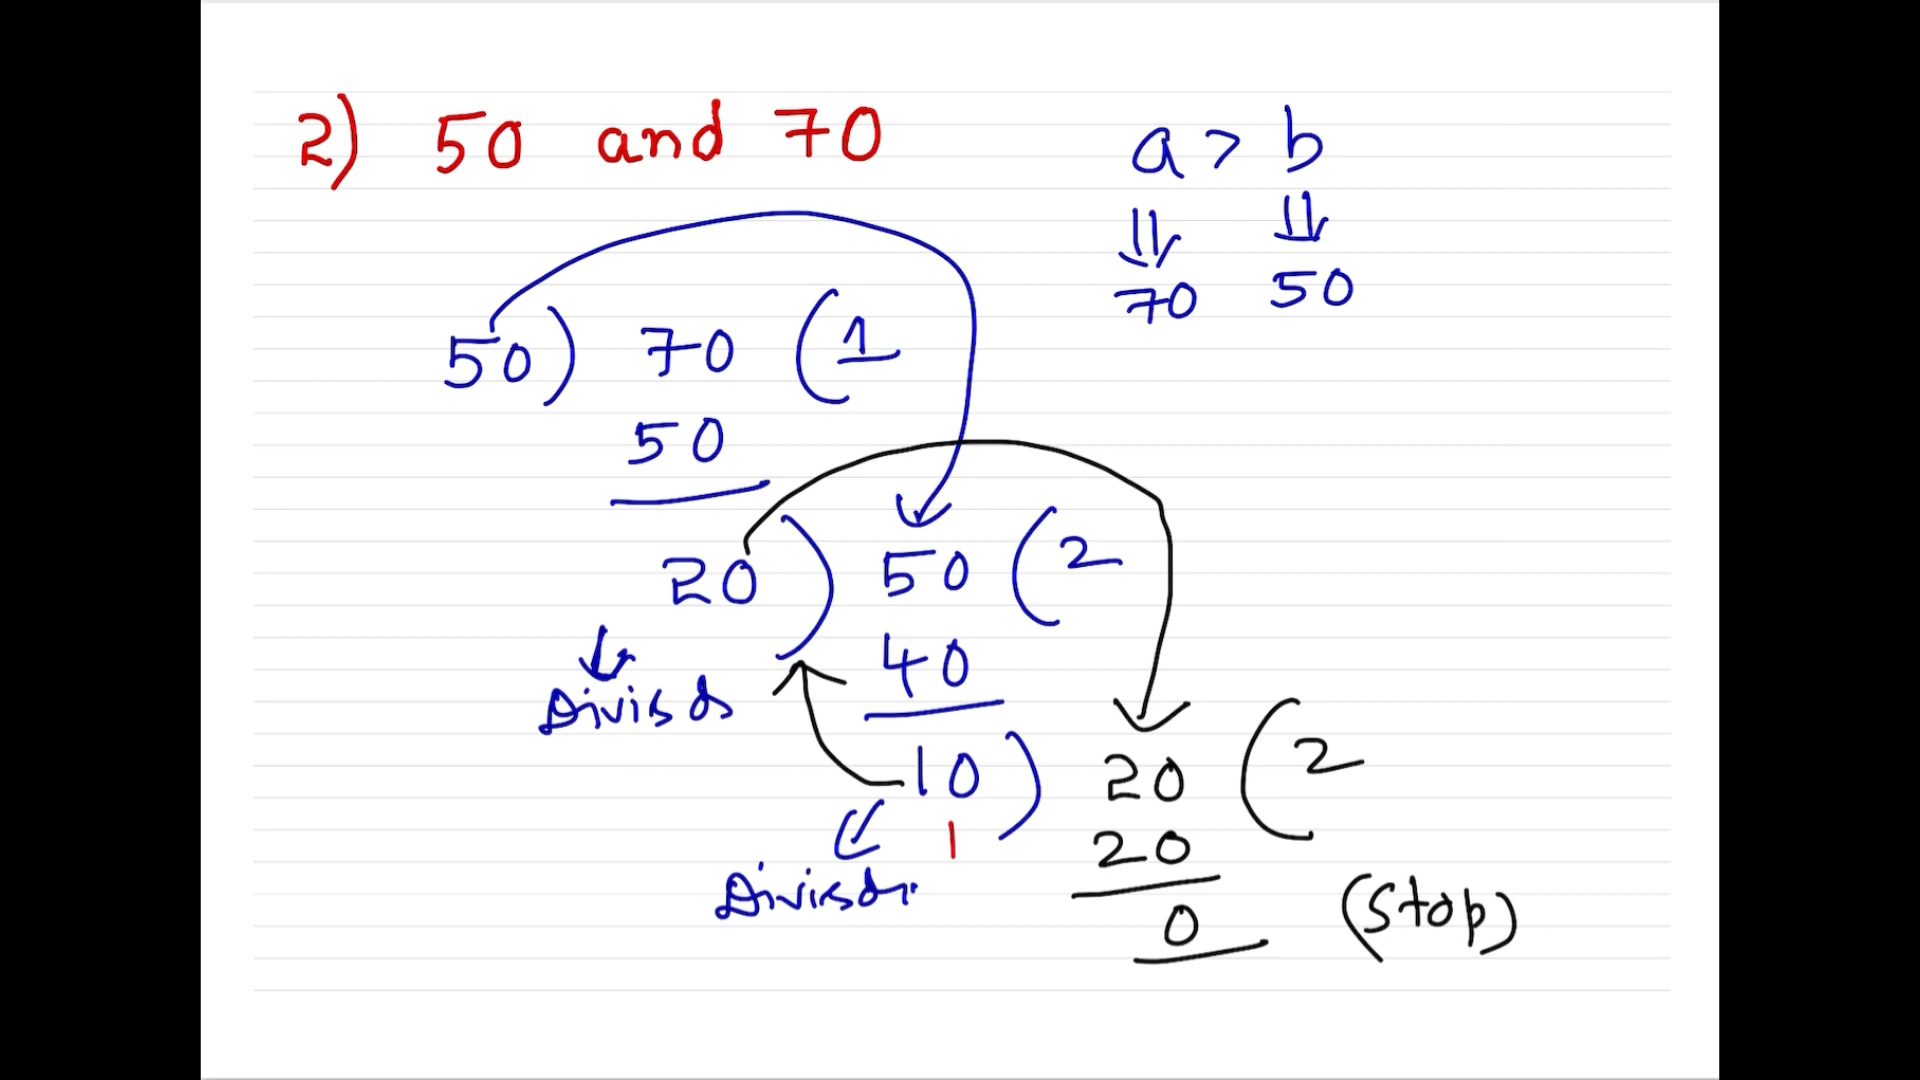 2) 50 and 70
a > b
70 50
50) 70 (1
50
20) 50 (2
40
Divisor
10) 20 (2
20
Divisor
0 (Stop)